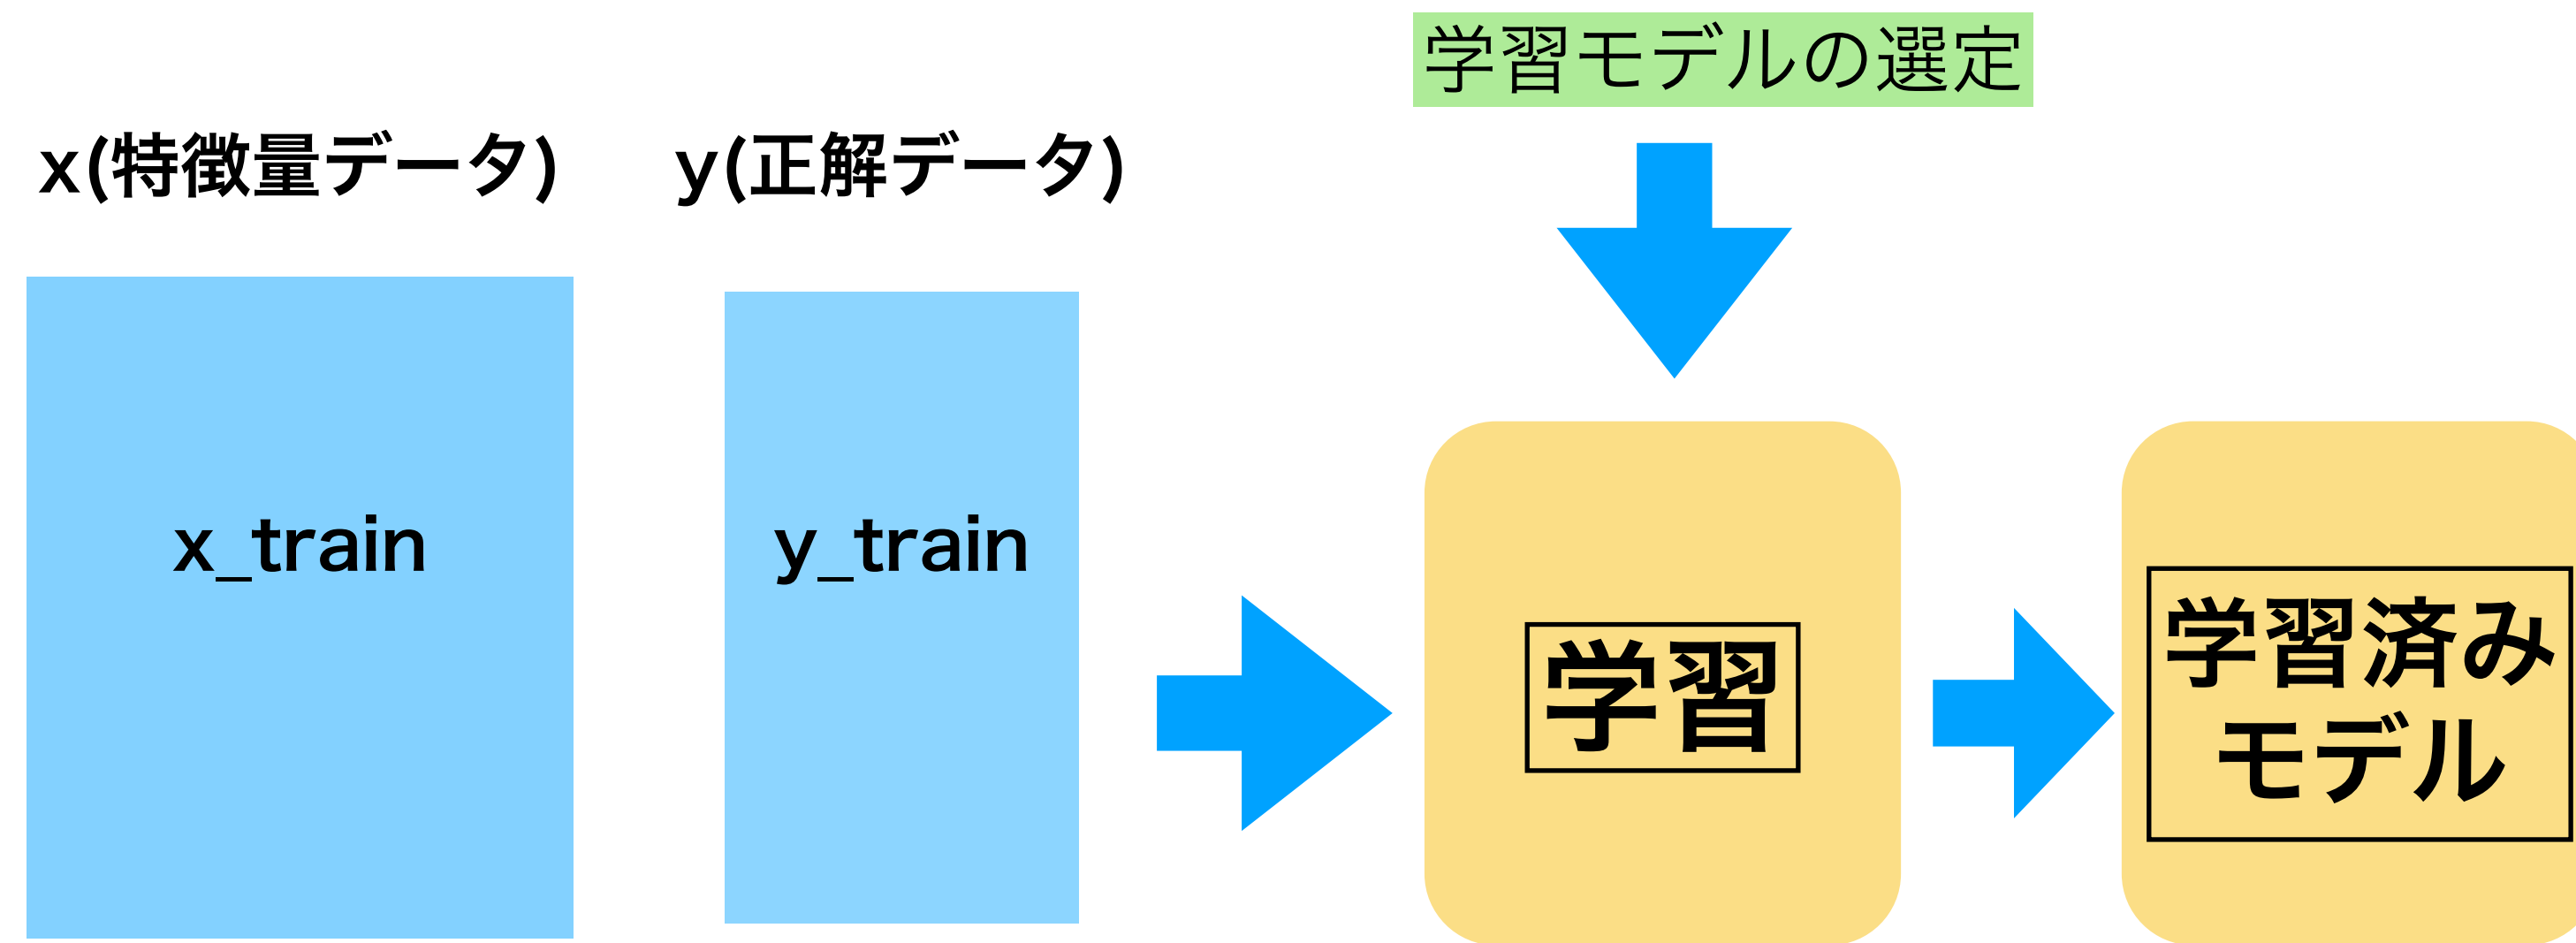 学習モデルの選定
x(特徴量データ)
y(正解データ)
x_train
y_train
学習
学習済み
モデル